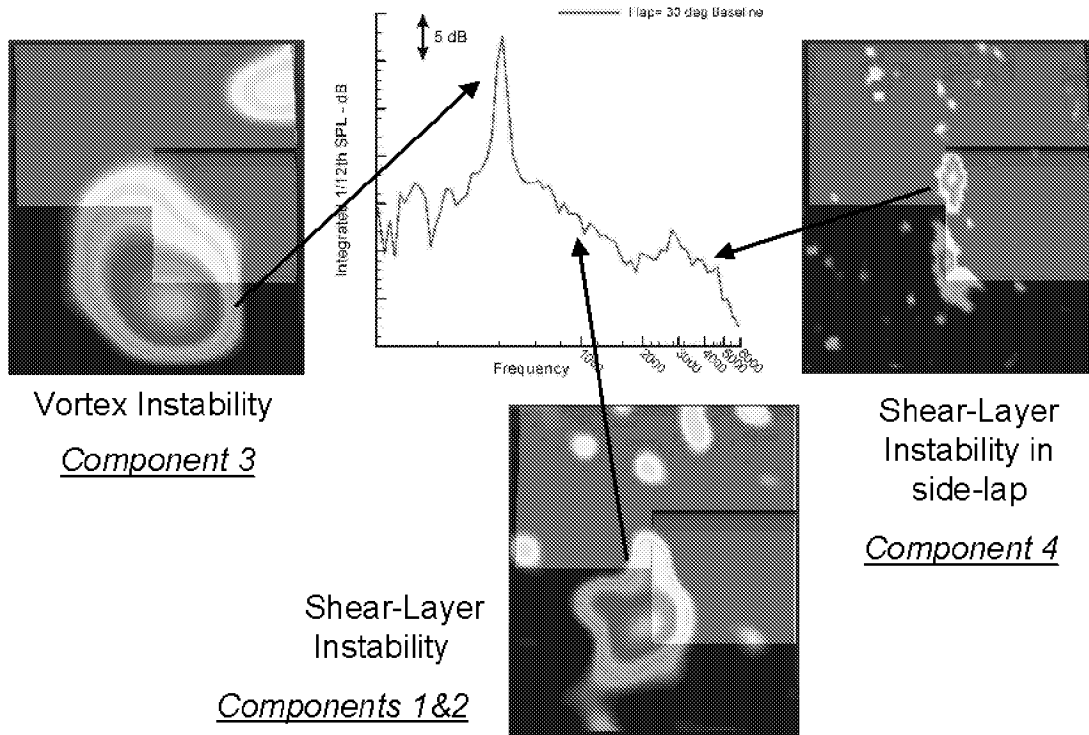 Flap= 30 deg Baseline
5 dB
Integrated 1/12th SPL - dB
Frequency
1000
2000
3000
4000
5000
6000
Vortex Instability
Component 3
Shear-Layer
Instability in
side-lap
Component 4
Shear-Layer
Instability
Components 1&2